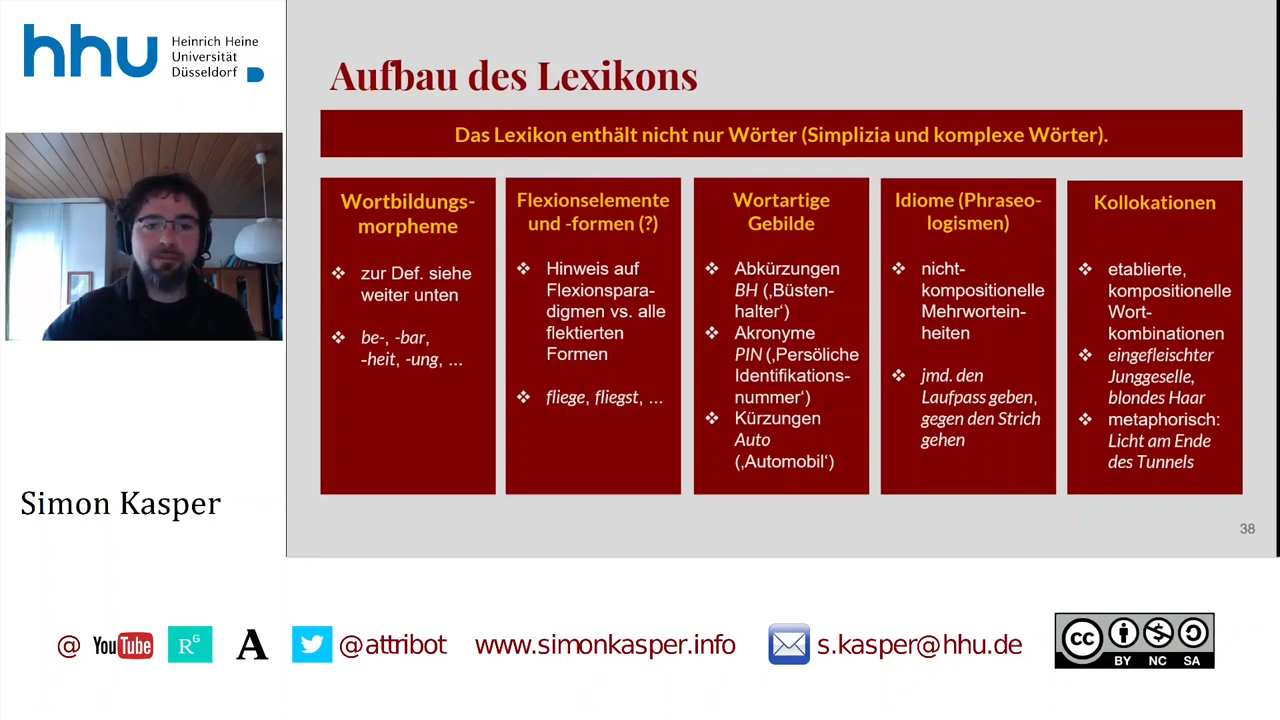 hhu
Heinrich Heine
Universität
Düsseldorf
Simon Kasper
Aufbau des Lexikons
Das Lexikon enthält nicht nur Wörter (Simplizia und komplexe Wörter).
Wortbildungs-
morpheme
❖ zur Def. siehe
weiter unten
❖ be-, -bar,
-heit, -ung, ...
Flexionselemente
und -formen (?)
❖ Hinweis auf
Flexionspara-
digmen vs. alle
flektierten
Formen
❖ fliege, fliegst, ...
Wortartige
Gebilde
❖ Abkürzungen
BH (‚Büsten-
halter‘)
❖ Akronyme
PIN (‚Persöliche
Identifikations-
nummer‘)
❖ Kürzungen
Auto
(‚Automobil‘)
Idiome (Phraseo-
logismen)
❖ nicht-
kompositionelle
Mehrwortein-
heiten
❖ jmd. den
Laufpass geben,
gegen den Strich
gehen
Kollokationen
❖ etablierte,
kompositionelle
Wort-
kombinationen
❖ eingefleischter
Junggeselle,
blondes Haar
❖ metaphorisch:
Licht am Ende
des Tunnels
38
@ YouTube RG A @attribot www.simonkasper.info s.kasper@hhu.de
cc BY NC SA